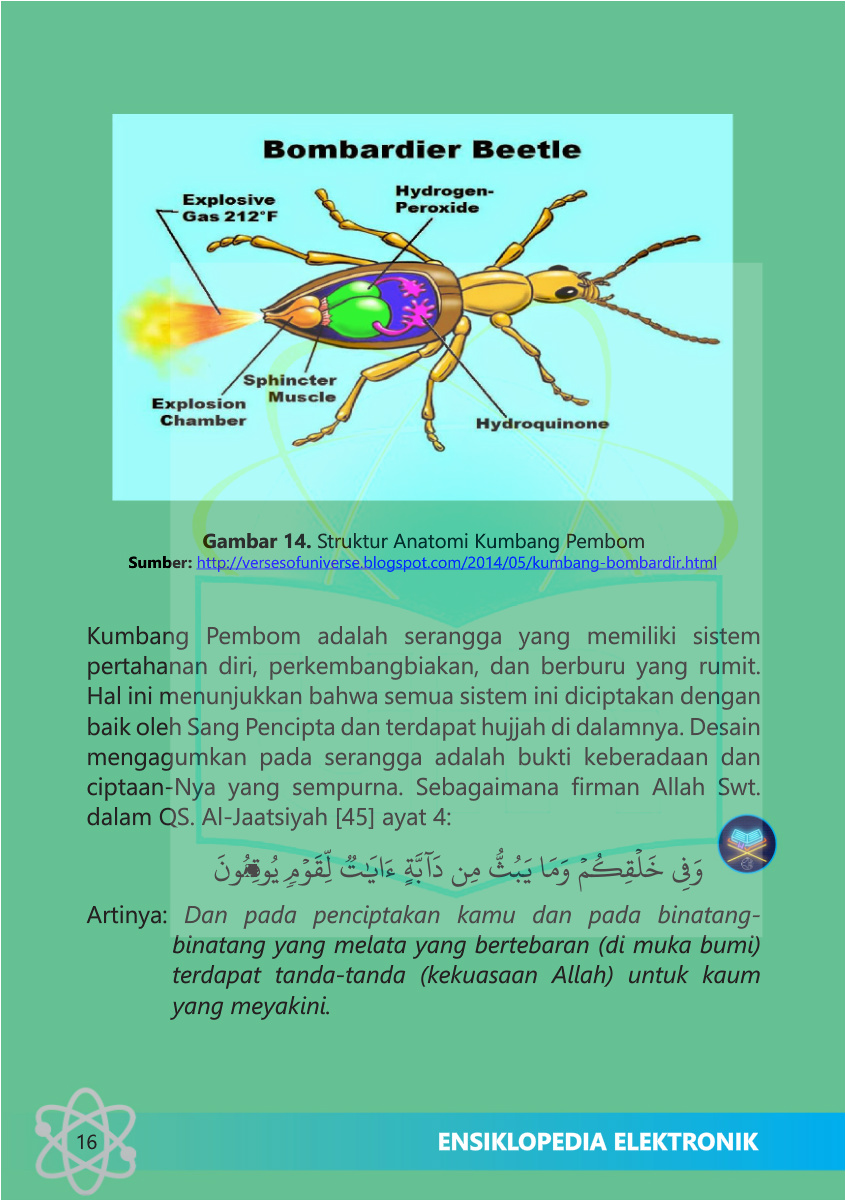 Bombardier Beetle
Explosive
Gas 212°F
Hydrogen-
Peroxide
Sphincter
Muscle
Explosion
Chamber
Hydroquinone
Gambar 14. Struktur Anatomi Kumbang Pembom
Sumber: http://versesofuniverse.blogspot.com/2014/05/kumbang-bombardir.html
Kumbang Pembom adalah serangga yang memiliki sistem
pertahanan diri, perkembangbiakan, dan berburu yang rumit.
Hal ini menunjukkan bahwa semua sistem ini diciptakan dengan
baik oleh Sang Pencipta dan terdapat hujjah di dalamnya. Desain
mengagumkan pada serangga adalah bukti keberadaan dan
ciptaan-Nya yang sempurna. Sebagaimana firman Allah Swt.
dalam QS. Al-Jaatsiyah [45] ayat 4:
وَفِي خَلۡقِكُمۡ وَمَا يَبُثُّ مِن دَآبَّةٍ ءَايَٰتٞ لِّقَوۡمٖ يُوقِنُونَ
Artinya: Dan pada penciptakan kamu dan pada binatang-
binatang yang melata yang bertebaran (di muka bumi)
terdapat tanda-tanda (kekuasaan Allah) untuk kaum
yang meyakini.
16
ENSIKLOPEDIA ELEKTRONIK